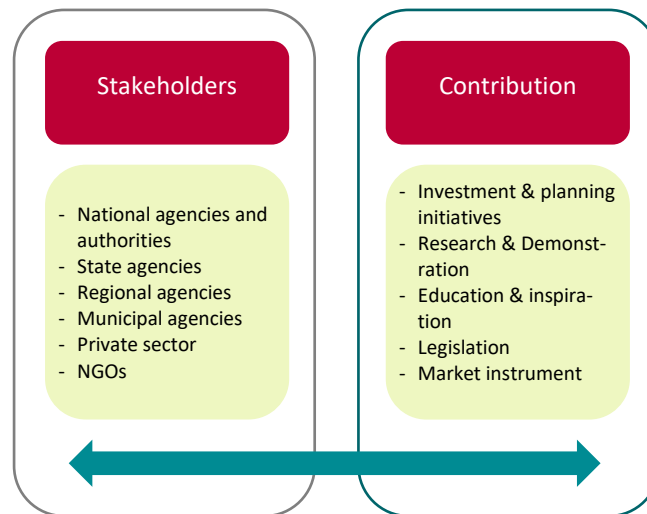 Stakeholders
- National agencies and
authorities
- State agencies
- Regional agencies
- Municipal agencies
- Private sector
- NGOs
Contribution
- Investment & planning
initiatives
- Research & Demonst-
ration
- Education & inspira-
tion
- Legislation
- Market instrument